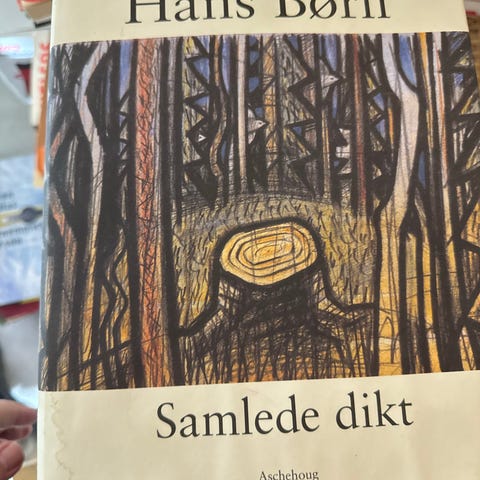 Hans Børli
Samlede dikt
Aschehoug